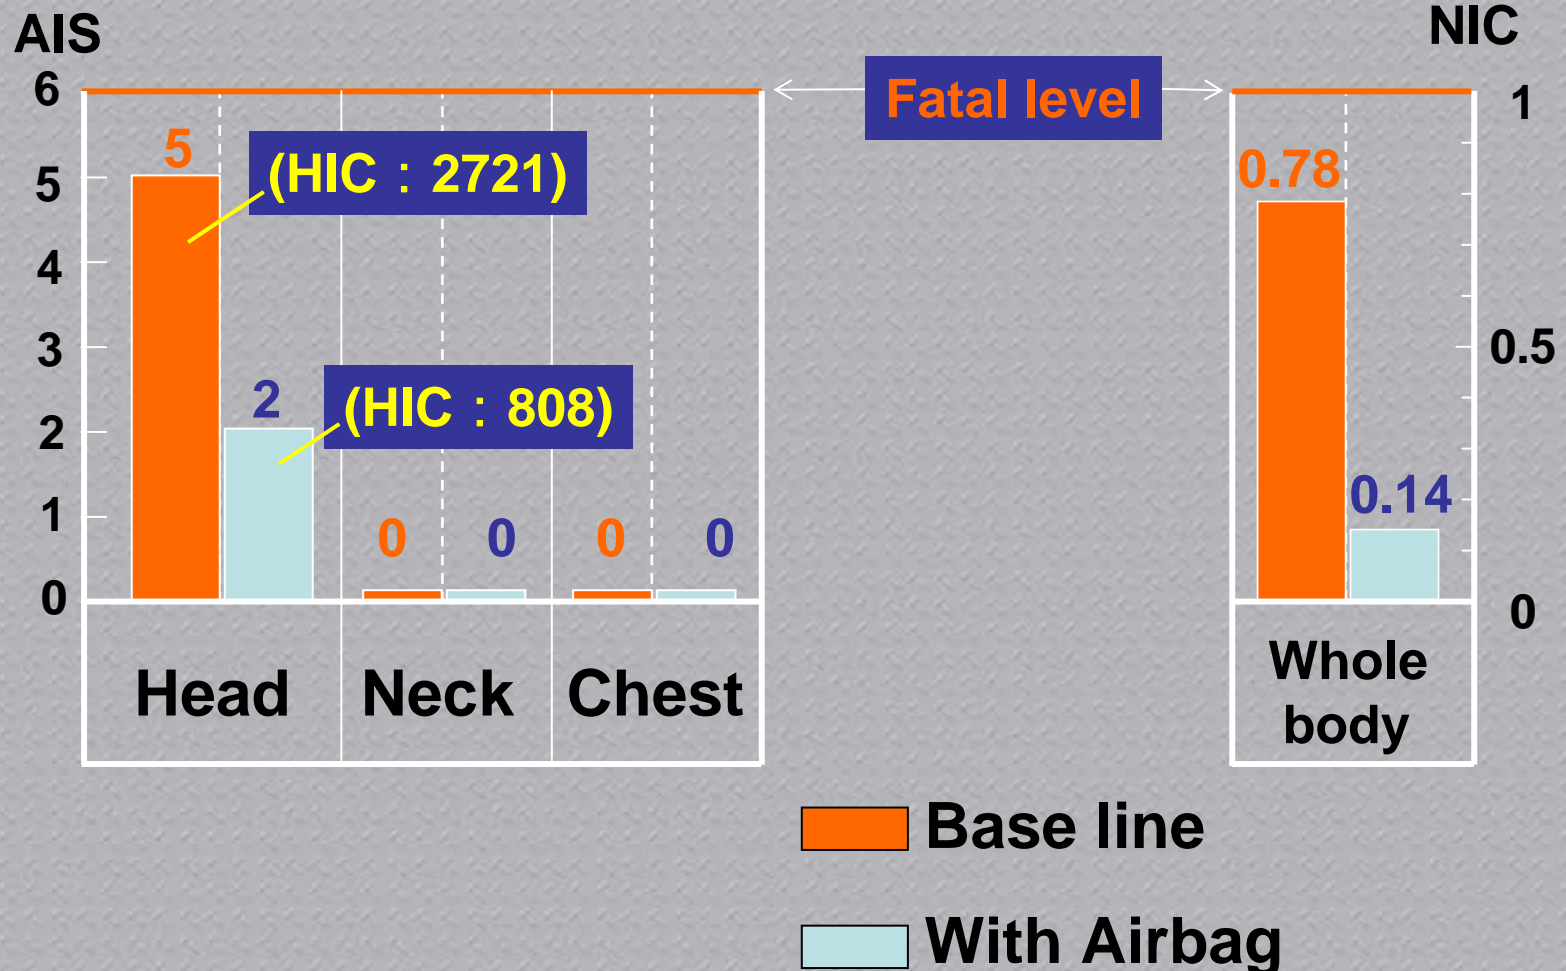 AIS
NIC
6
5
4
3
2
1
0
Fatal level
1
0.5
0
5
(HIC：2721)
2
(HIC：808)
0
0
0
0
0.78
0.14
Head
Neck
Chest
Whole
body
Base line
With Airbag